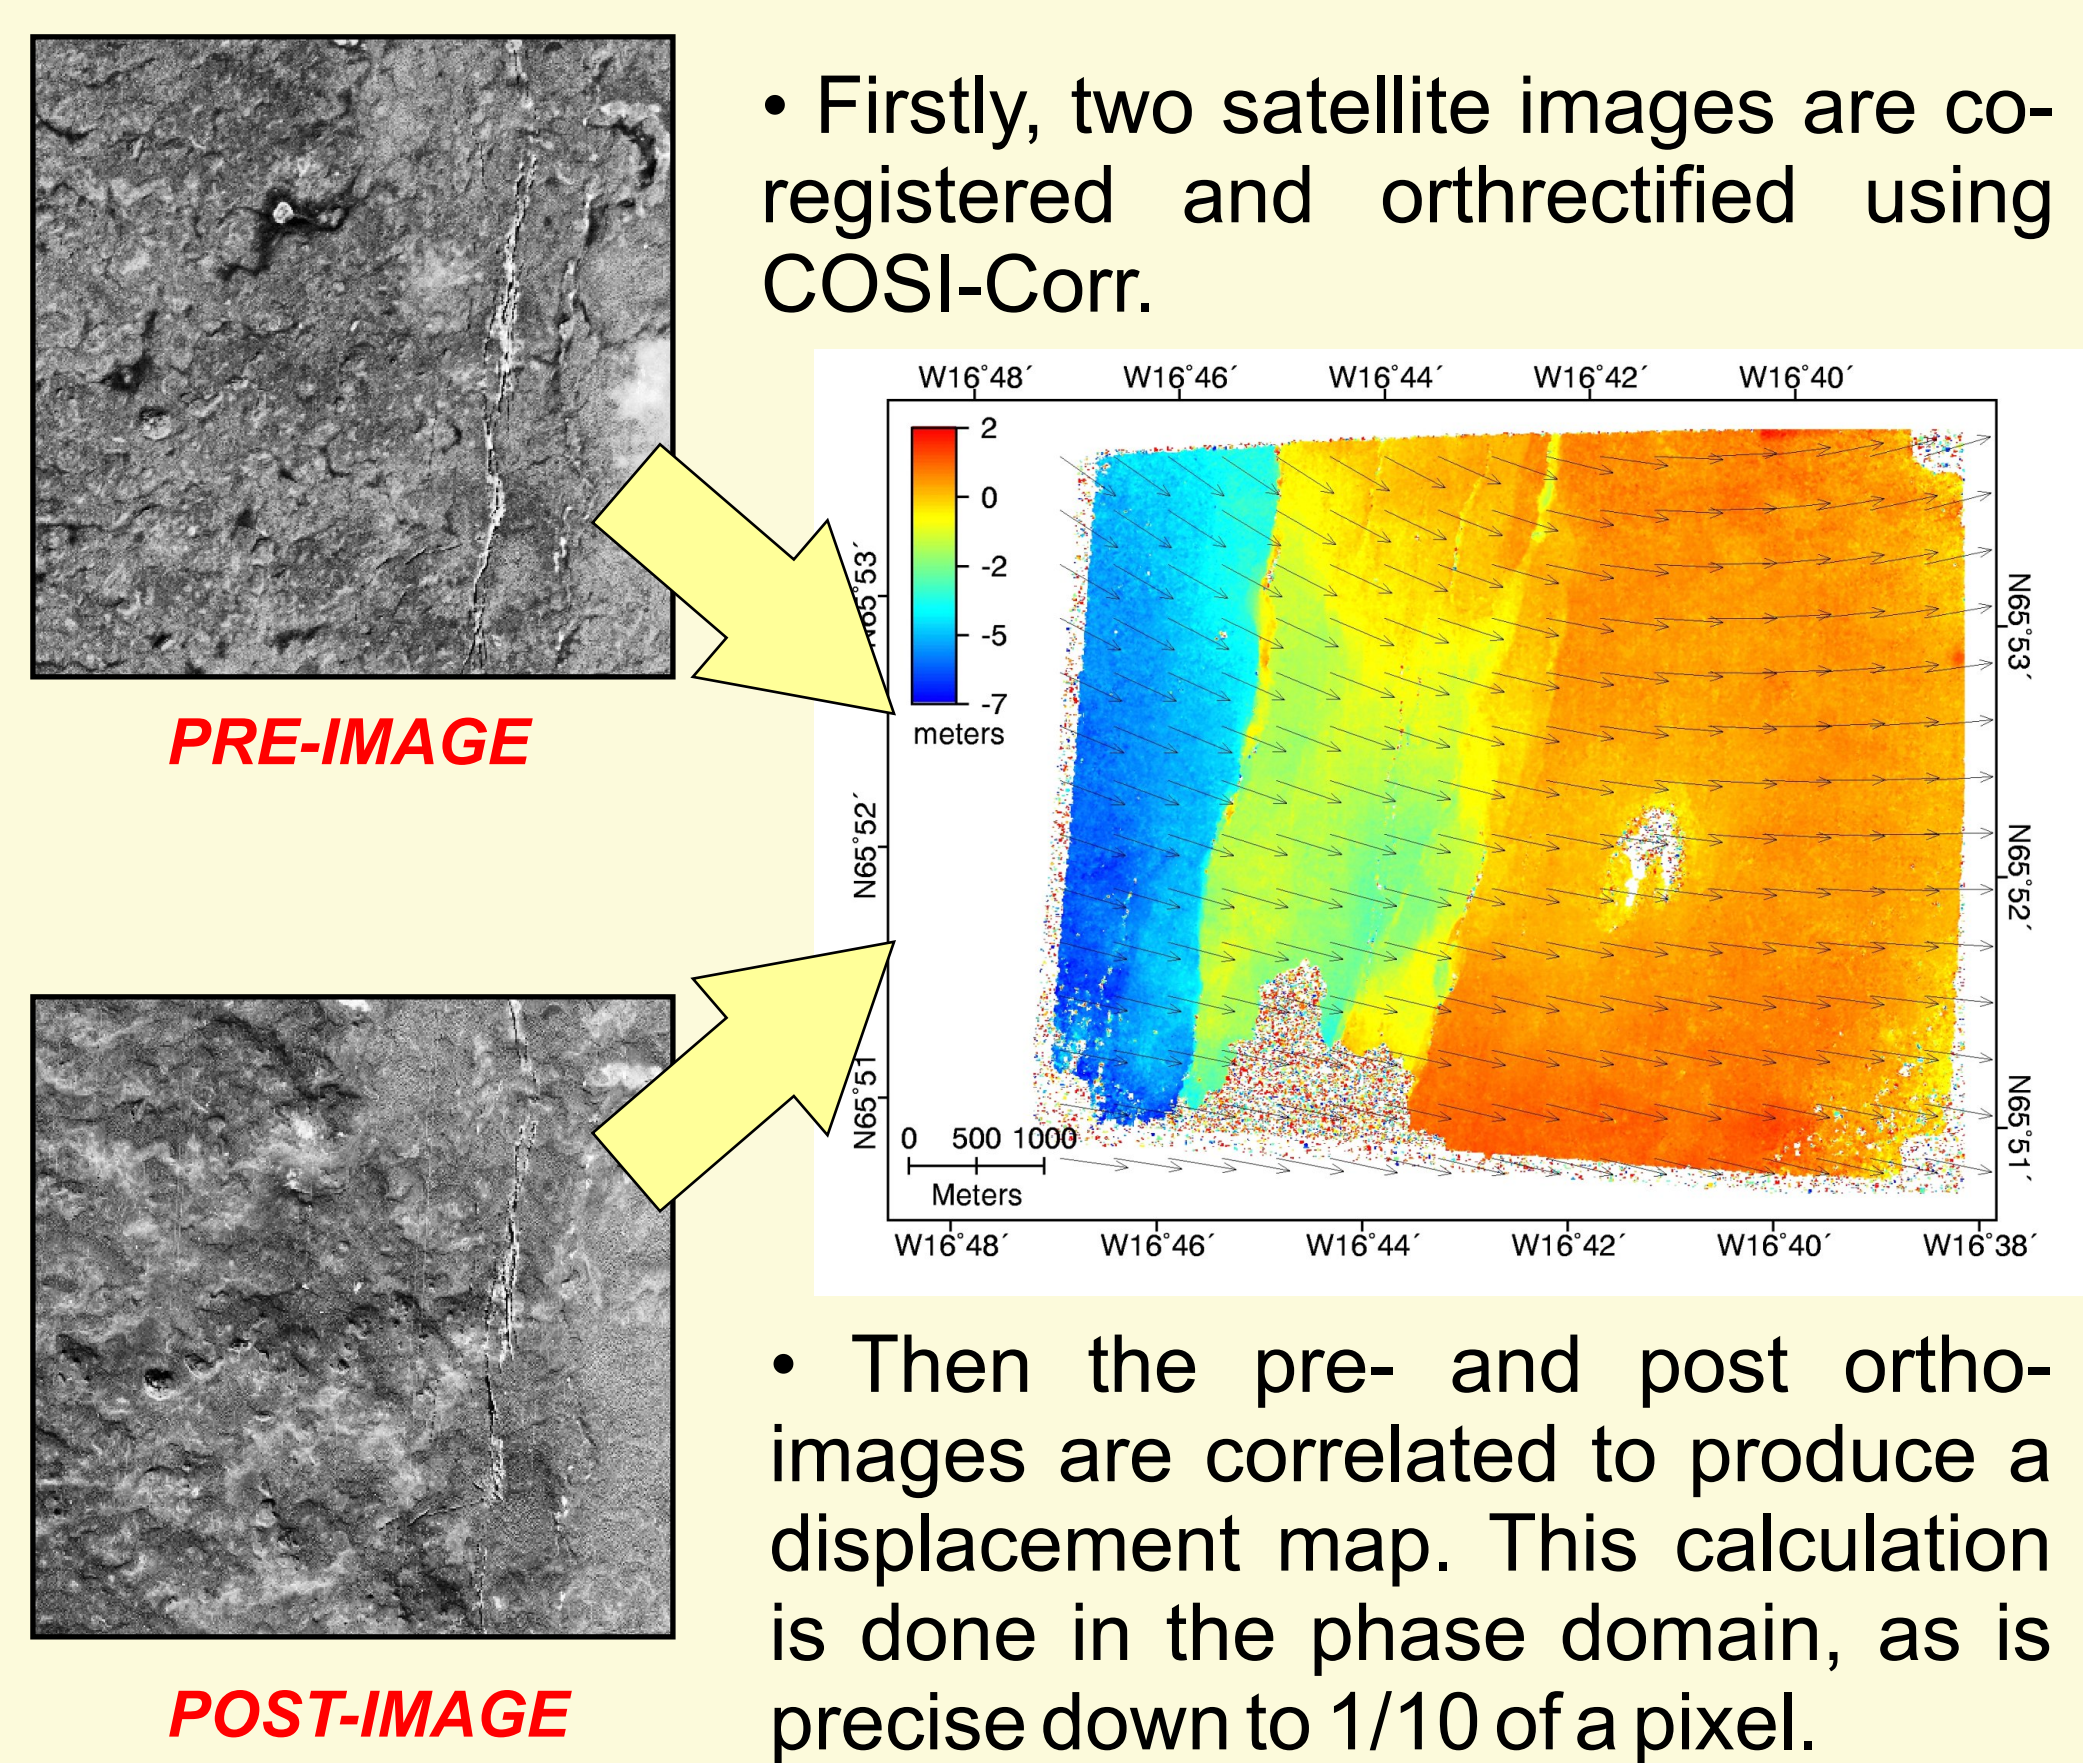 • Firstly, two satellite images are co-
registered and orthrectified using
COSI-Corr.
PRE-IMAGE
W16°48´ W16°46´ W16°44´ W16°42´ W16°40´
2
0
-2
-5
-7
meters
N65°53´
N65°52´
N65°51´
N65°53´
N65°52´
N65°51´
0 500 1000
Meters
W16°48´ W16°46´ W16°44´ W16°42´ W16°40´ W16°38´
• Then the pre- and post ortho-
images are correlated to produce a
displacement map. This calculation
is done in the phase domain, as is
precise down to 1/10 of a pixel.
POST-IMAGE